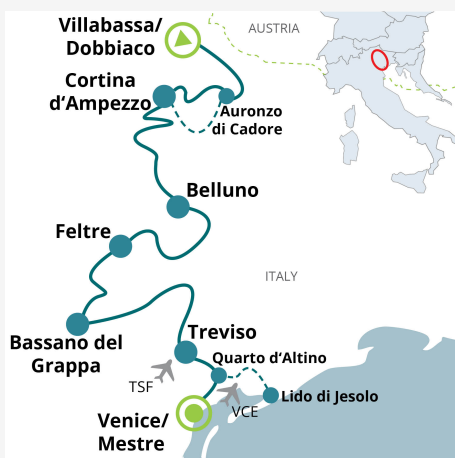 Villabassa/
Dobbiaco
AUSTRIA
Cortina
d‘Ampezzo
Auronzo
di Cadore
Belluno
Feltre
ITALY
Bassano del
Grappa
Treviso
Quarto d‘Altino
TSF
Lido di Jesolo
VCE
Venice/
Mestre